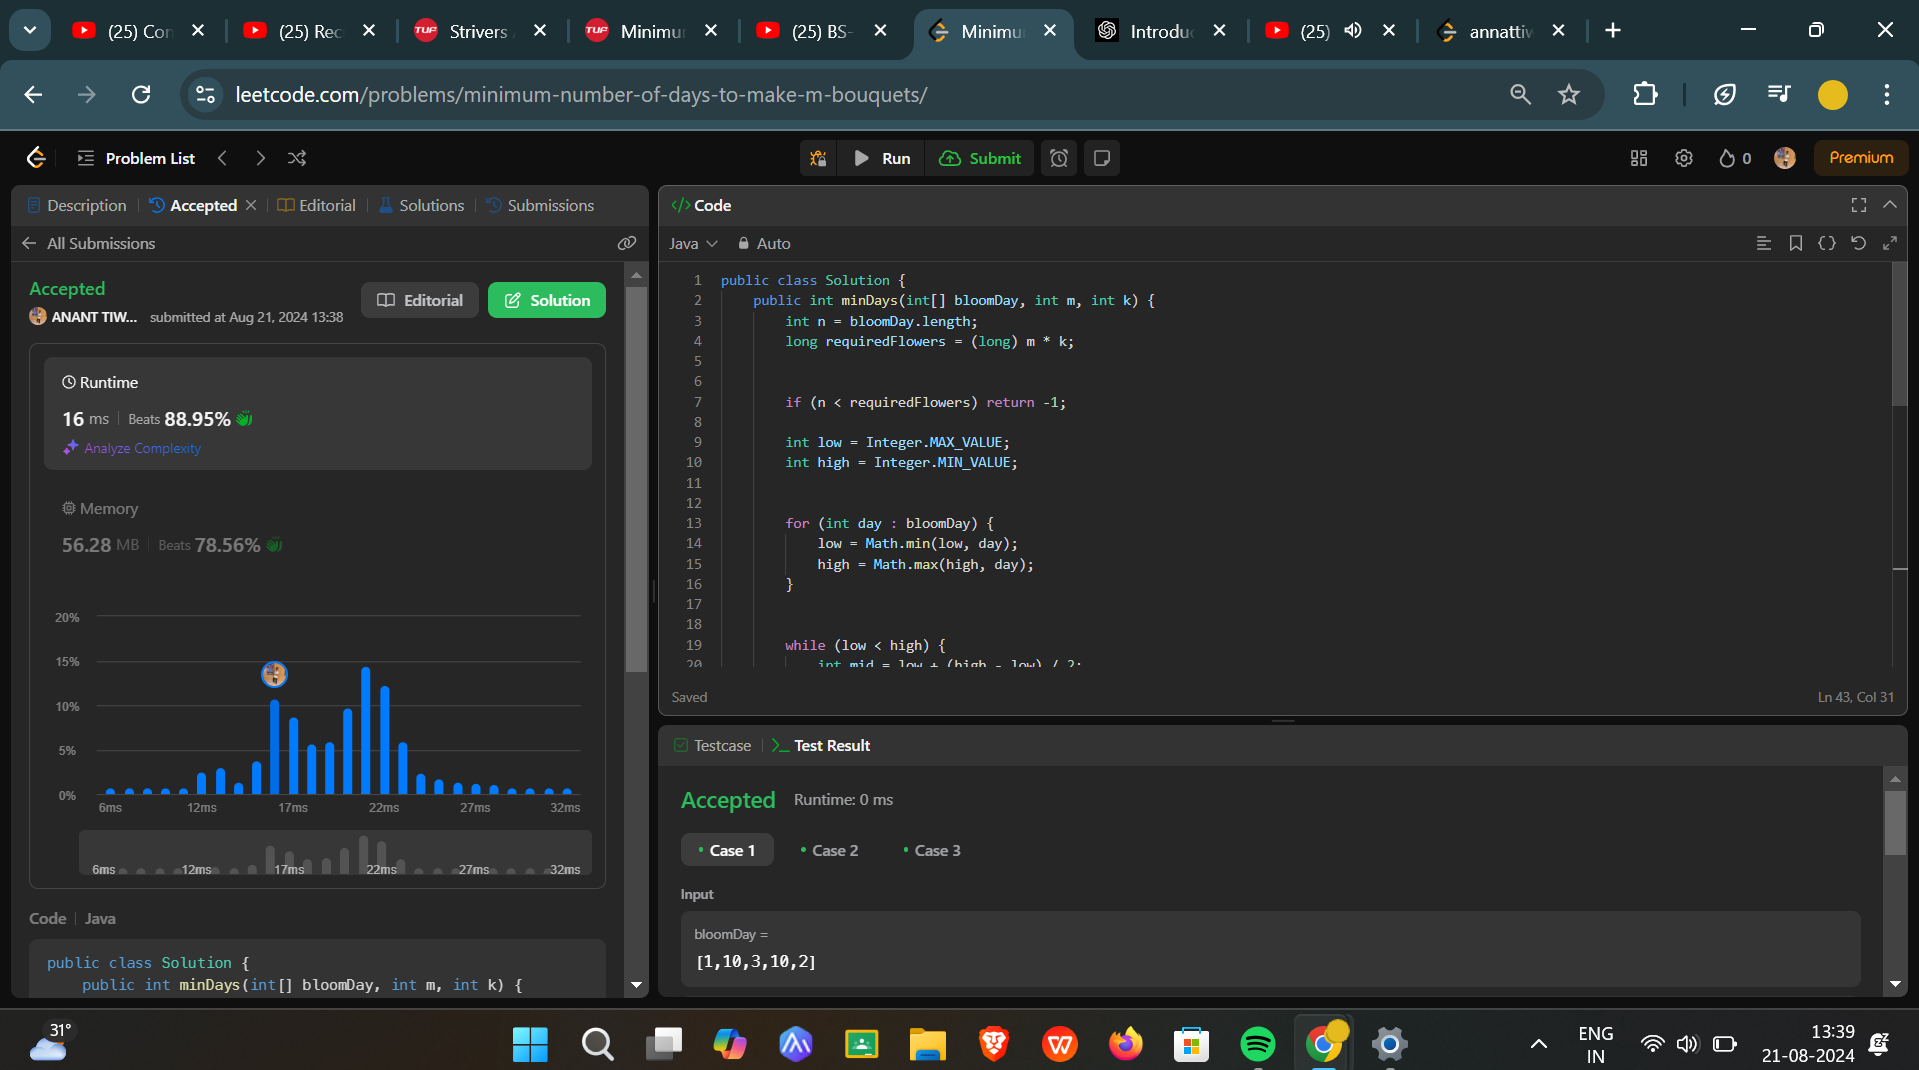 (25) Con
(25) Rec
Strivers A
Minimum
(25) BS-
Minimu
Introduc
(25)
annattiw
leetcode.com/problems/minimum-number-of-days-to-make-m-bouquets/
Problem List
Run
Submit
0
Premium
Description
Accepted
Editorial
Solutions
Submissions
All Submissions
Accepted
ANANT TIW... submitted at Aug 21, 2024 13:38
Editorial
Solution
Runtime
16 ms Beats 88.95%
Analyze Complexity
Memory
56.28 MB Beats 78.56%
20%
15%
10%
5%
0%
6ms 12ms 17ms 22ms 27ms 32ms
6ms 12ms 17ms 22ms 27ms 32ms
Code Java
public class Solution {
public int minDays(int[] bloomDay, int m, int k) {
</> Code
Java Auto
1 public class Solution {
2 public int minDays(int[] bloomDay, int m, int k) {
3 int n = bloomDay.length;
4 long requiredFlowers = (long) m * k;
5
6
7 if (n < requiredFlowers) return -1;
8
9 int low = Integer.MAX_VALUE;
10 int high = Integer.MIN_VALUE;
11
12
13 for (int day : bloomDay) {
14 low = Math.min(low, day);
15 high = Math.max(high, day);
16 }
17
18
19 while (low < high) {
20 int mid = low + (high - low) / 2;
Saved
Ln 43, Col 31
Testcase
Test Result
Accepted Runtime: 0 ms
Case 1 Case 2 Case 3
Input
bloomDay =
[1,10,3,10,2]
31°
ENG
IN
13:39
21-08-2024